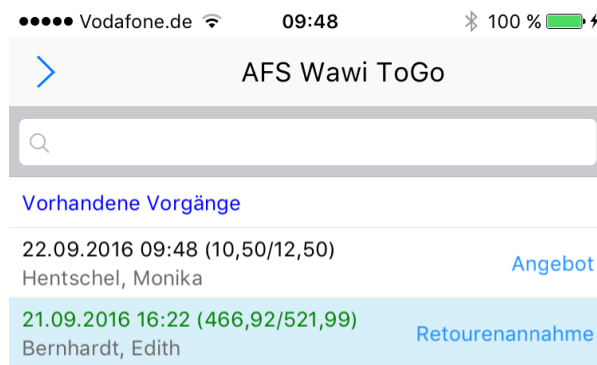 Vodafone.de 09:48 100 %
AFS Wawi ToGo
Vorhandene Vorgänge
22.09.2016 09:48 (10,50/12,50)
Angebot
Hentschel, Monika
21.09.2016 16:22 (466,92/521,99)
Retourenannahme
Bernhardt, Edith